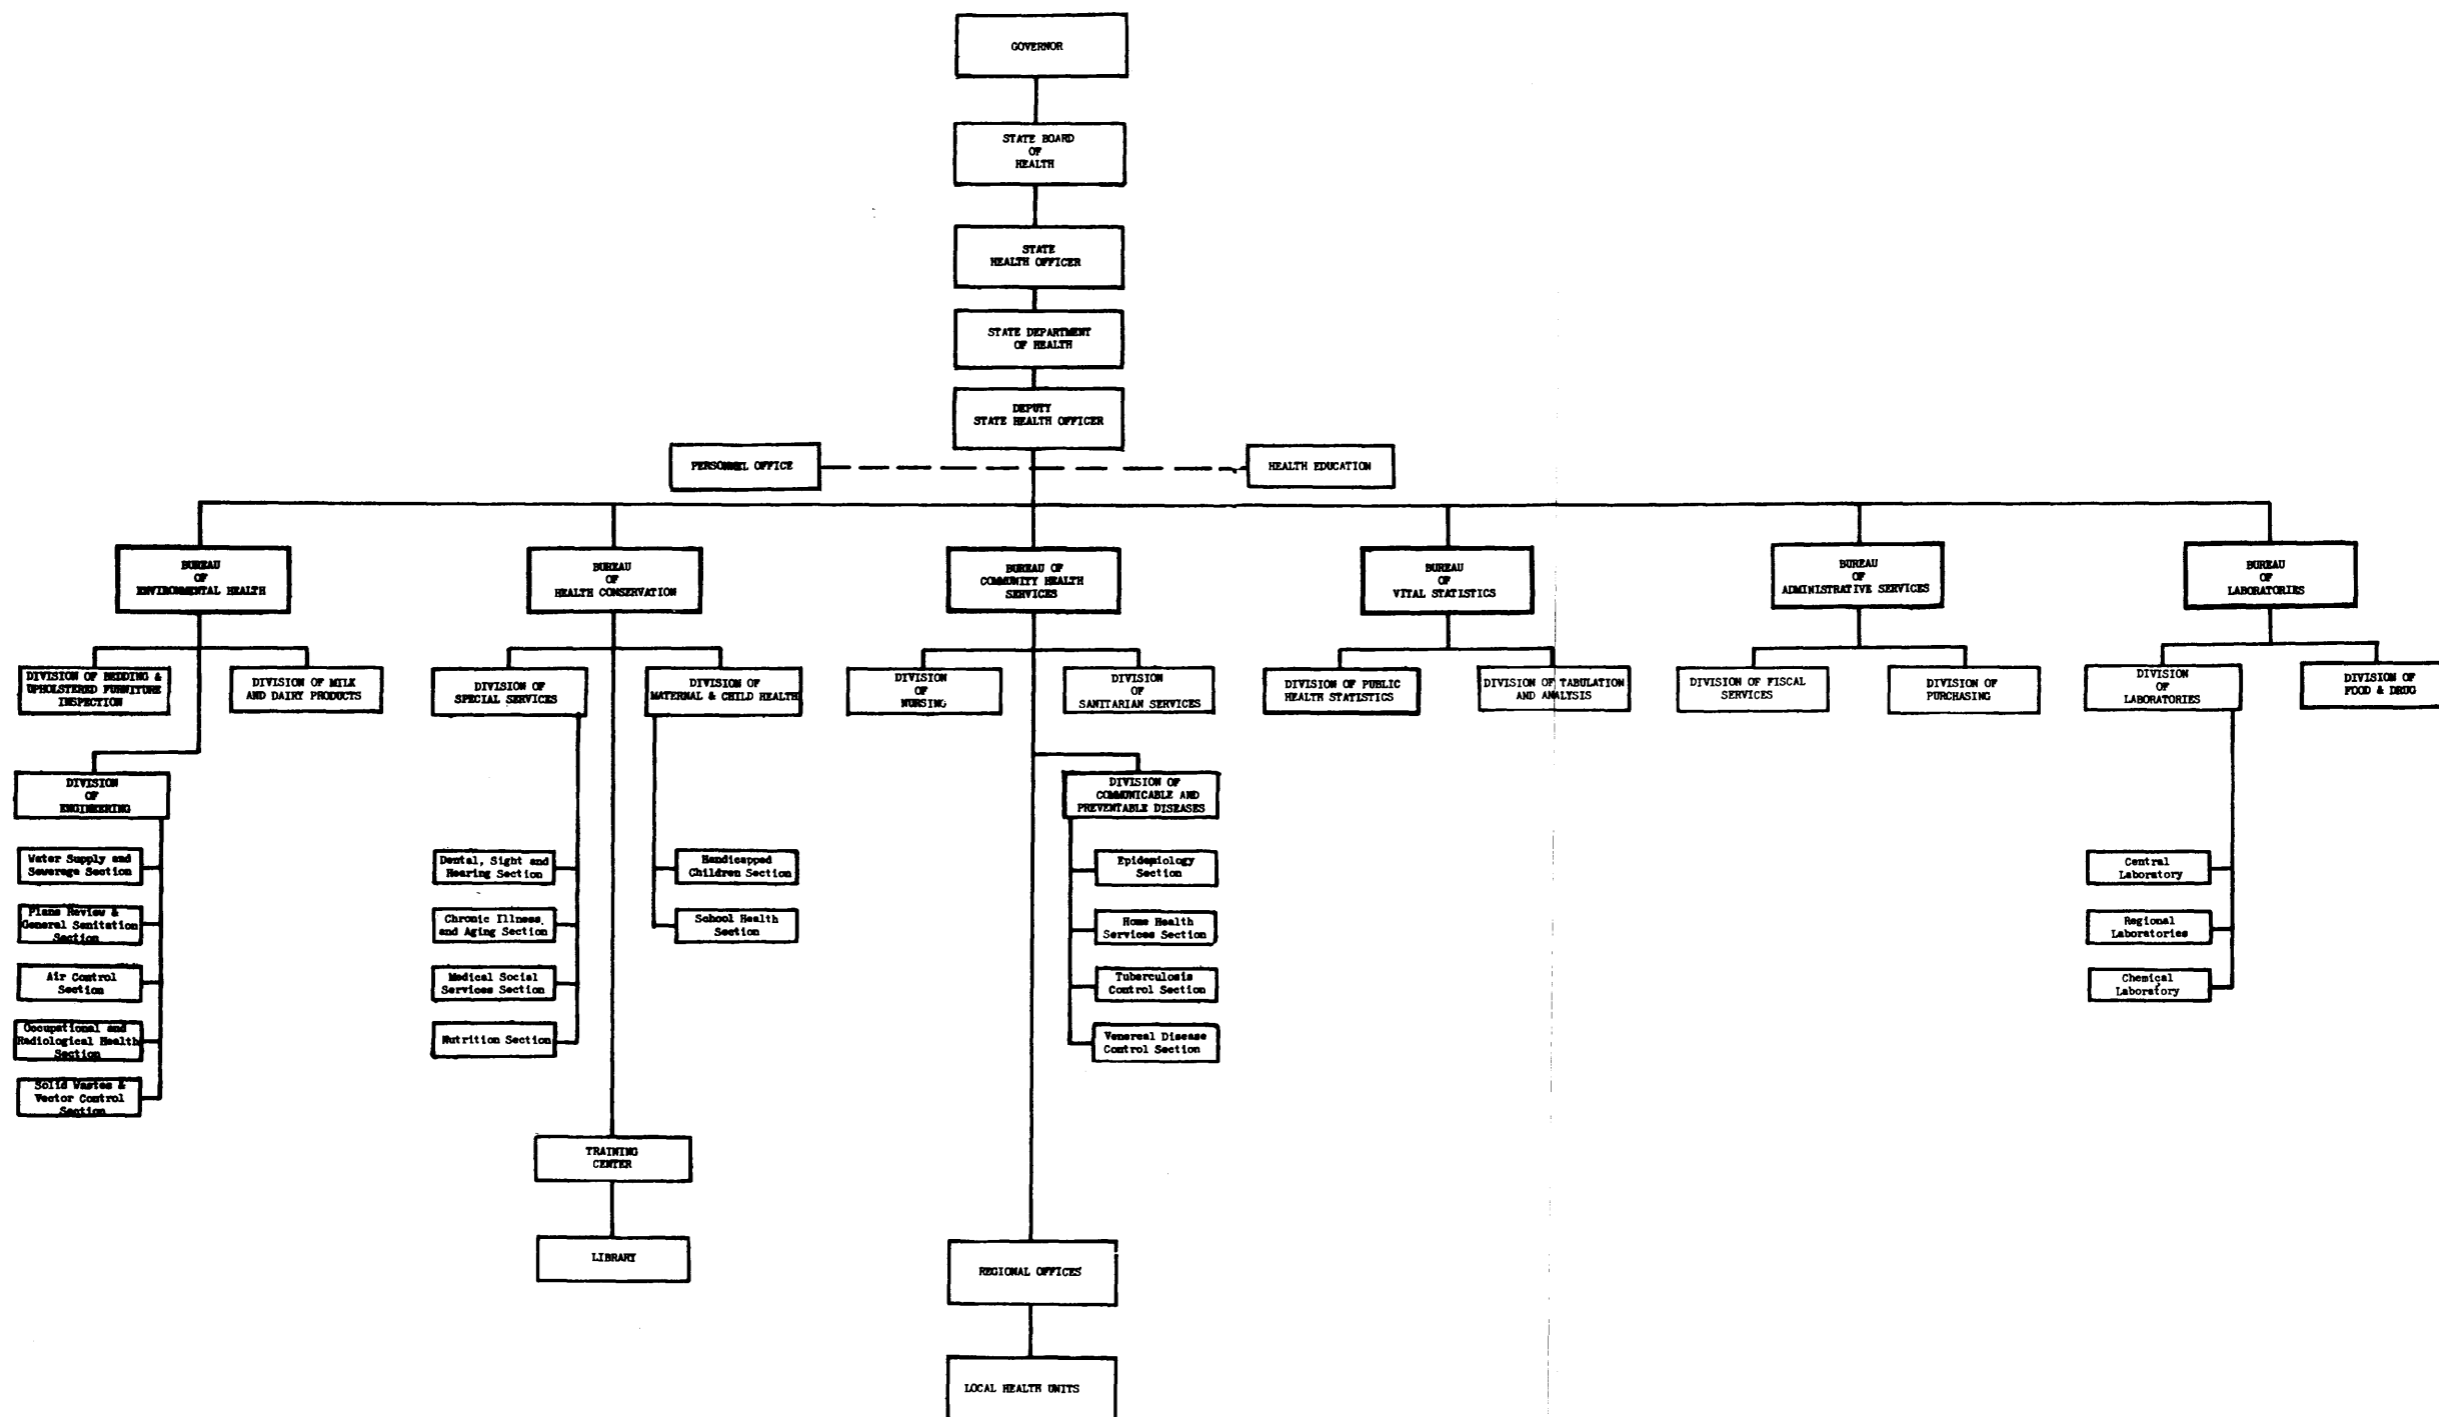 GOVERNOR
STATE BOARD
OF
HEALTH
STATE
HEALTH OFFICER
STATE DEPARTMENT
OF HEALTH
DEPUTY
STATE HEALTH OFFICER
PERSONNEL OFFICE
HEALTH EDUCATION
BUREAU
OF
ENVIRONMENTAL HEALTH
BUREAU
OF
HEALTH CONSERVATION
BUREAU OF
COMMUNITY HEALTH
SERVICES
BUREAU
OF
VITAL STATISTICS
BUREAU
OF
ADMINISTRATIVE SERVICES
BUREAU
OF
LABORATORIES
DIVISION OF BEDDING &
UPHOLSTERED FURNITURE
INSPECTION
DIVISION OF MILK
AND DAIRY PRODUCTS
DIVISION OF
SPECIAL SERVICES
DIVISION OF
MATERNAL & CHILD HEALTH
DIVISION
OF
NURSING
DIVISION
OF
SANITARIAN SERVICES
DIVISION OF PUBLIC
HEALTH STATISTICS
DIVISION OF TABULATION
AND ANALYSIS
DIVISION OF FISCAL
SERVICES
DIVISION OF
PURCHASING
DIVISION
OF
LABORATORIES
DIVISION OF
FOOD & DRUG
DIVISION
OF
ENGINEERING
DIVISION OF
COMMUNICABLE AND
PREVENTABLE DISEASES
Water Supply and
Sewerage Section
Plans Review &
General Sanitation
Section
Air Control
Section
Occupational and
Radiological Health
Section
Solid Wastes &
Vector Control
Section
Dental, Sight and
Hearing Section
Chronic Illness
and Aging Section
Medical Social
Services Section
Nutrition Section
Handicapped
Children Section
School Health
Section
Epidemiology
Section
Home Health
Services Section
Tuberculosis
Control Section
Venereal Disease
Control Section
Central
Laboratory
Regional
Laboratories
Chemical
Laboratory
TRAINING
CENTER
LIBRARY
REGIONAL OFFICES
LOCAL HEALTH UNITS